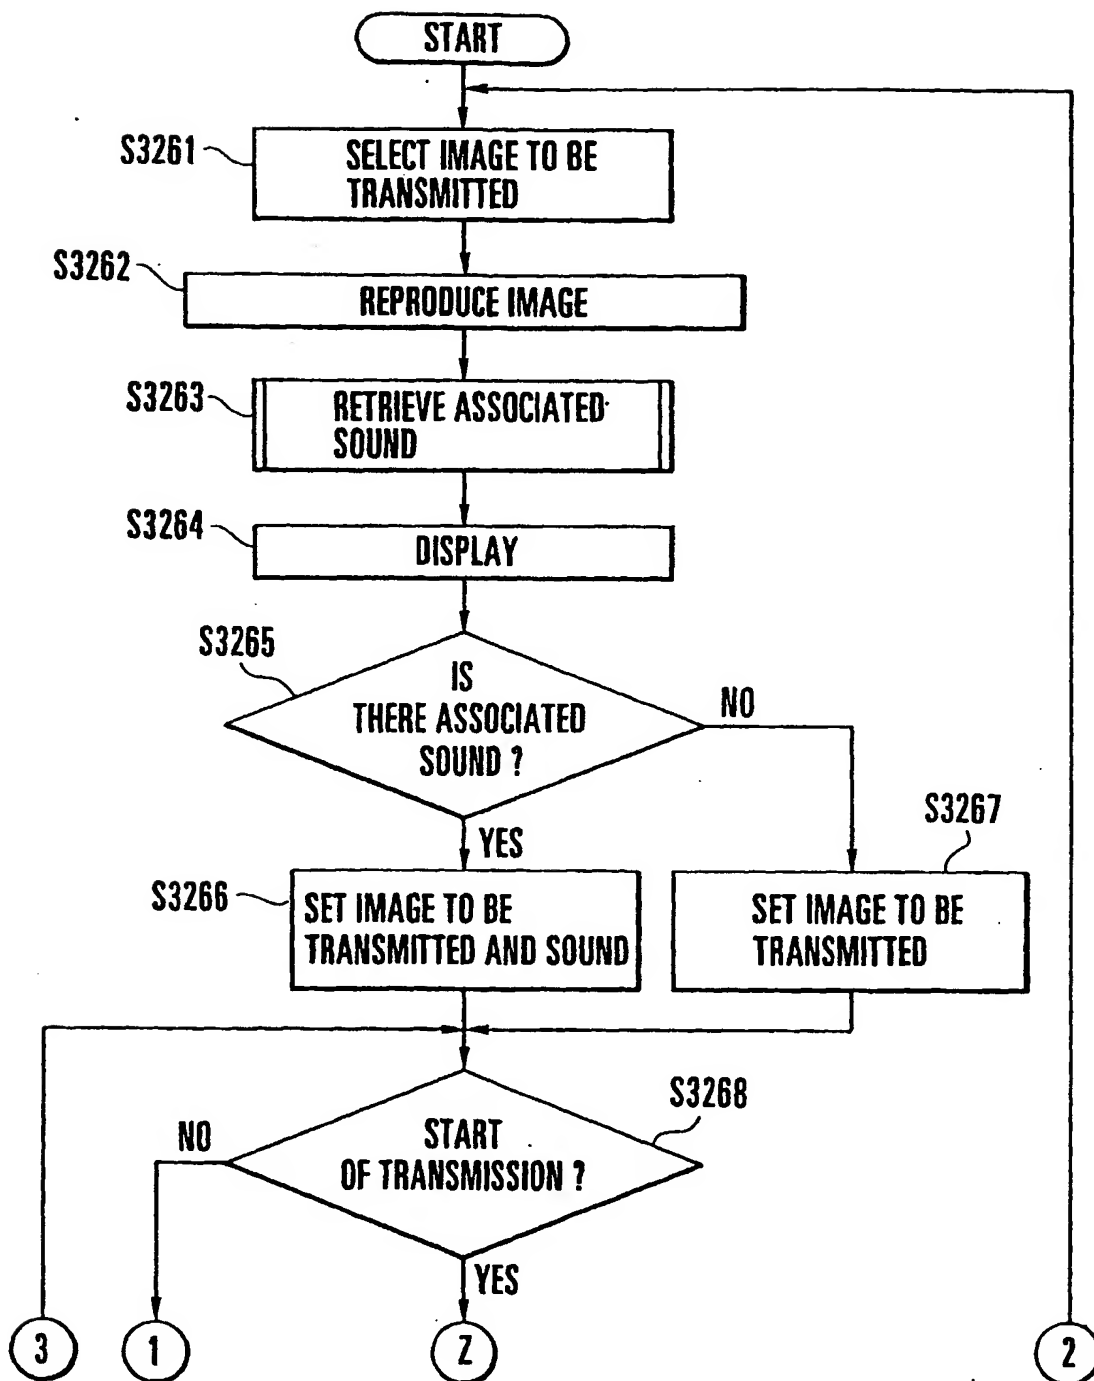 START
S3261
SELECT IMAGE TO BE
TRANSMITTED
S3262
REPRODUCE IMAGE
S3263
RETRIEVE ASSOCIATED
SOUND
S3264
DISPLAY
S3265
IS
THERE ASSOCIATED
SOUND ?
NO
YES
S3266
SET IMAGE TO BE
TRANSMITTED AND SOUND
S3267
SET IMAGE TO BE
TRANSMITTED
S3268
START
OF TRANSMISSION ?
NO
YES
3
1
Z
2